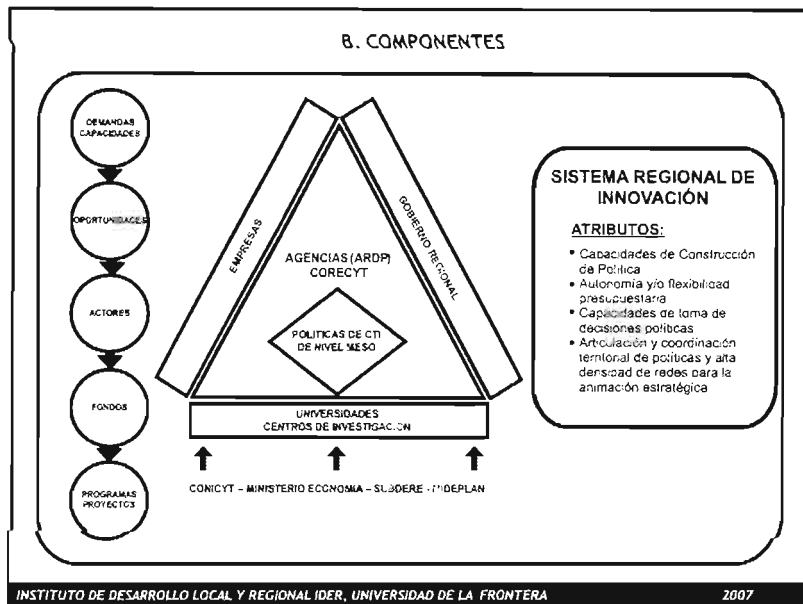 B. COMPONENTES
DEMANDAS
CAPACIDADES
OPORTUNIDADES
ACTORES
FONDOS
PROGRAMAS
PROYECTOS
EMPRESAS
GOBIERNO REGIONAL
AGENCIAS (ARDP)
CORECYT
POLITICAS DE CTI
DE NIVEL MESO
UNIVERSIDADES
CENTROS DE INVESTIGACION
CONICYT – MINISTERIO ECONOMIA – SUBDERE - MIDEPLAN
SISTEMA REGIONAL DE
INNOVACIÓN
ATRIBUTOS:
• Capacidades de Construcción
de Política
• Autonomía y/o flexibilidad
presupuestaria
• Capacidades de toma de
decisiones políticas
• Articulación y coordinación
territorial de políticas y alta
densidad de redes para la
animación estratégica
INSTITUTO DE DESARROLLO LOCAL Y REGIONAL IDER, UNIVERSIDAD DE LA FRONTERA 2007